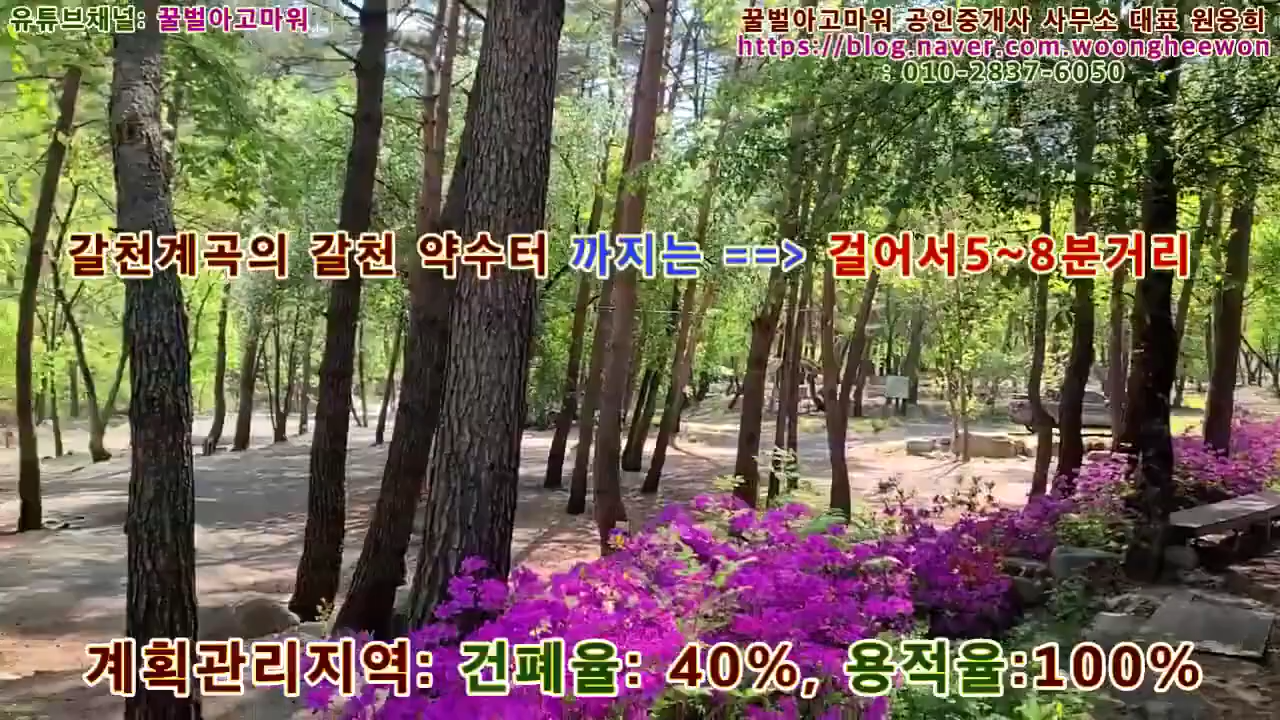 유튜브채널: 꿀벌아고마워
꿀벌아고마워 공인중개사 사무소 대표 원웅희
https://blog.naver.com.woongheewon
: 010-2837-6050
갈천계곡의 갈천 약수터 까지는 ==> 걸어서5~8분거리
계획관리지역: 건폐율: 40%, 용적율:100%